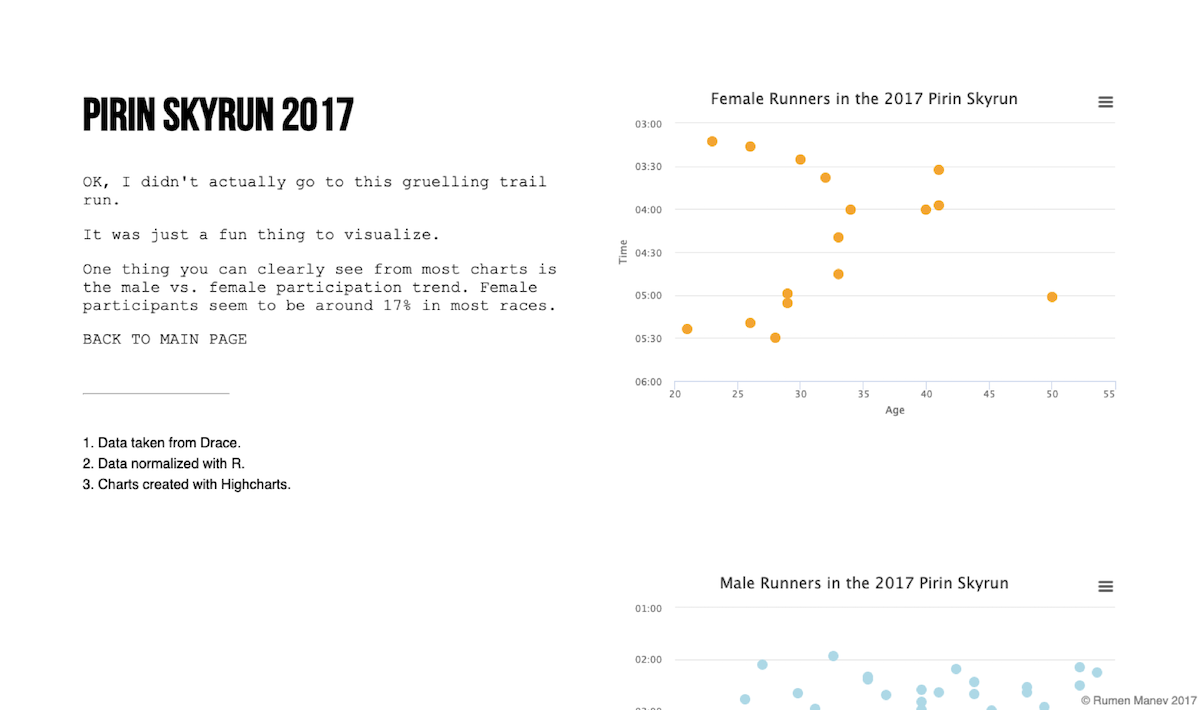 PIRIN SKYRUN 2017
OK, I didn't actually go to this gruelling trail
run.
It was just a fun thing to visualize.
One thing you can clearly see from most charts is
the male vs. female participation trend. Female
participants seem to be around 17% in most races.
BACK TO MAIN PAGE
1. Data taken from Drace.
2. Data normalized with R.
3. Charts created with Highcharts.
Female Runners in the 2017 Pirin Skyrun
03:00
03:30
04:00
04:30
05:00
05:30
06:00
Time
20 25 30 35 40 45 50 55
Age
Male Runners in the 2017 Pirin Skyrun
01:00
02:00
03:00
© Rumen Manev 2017